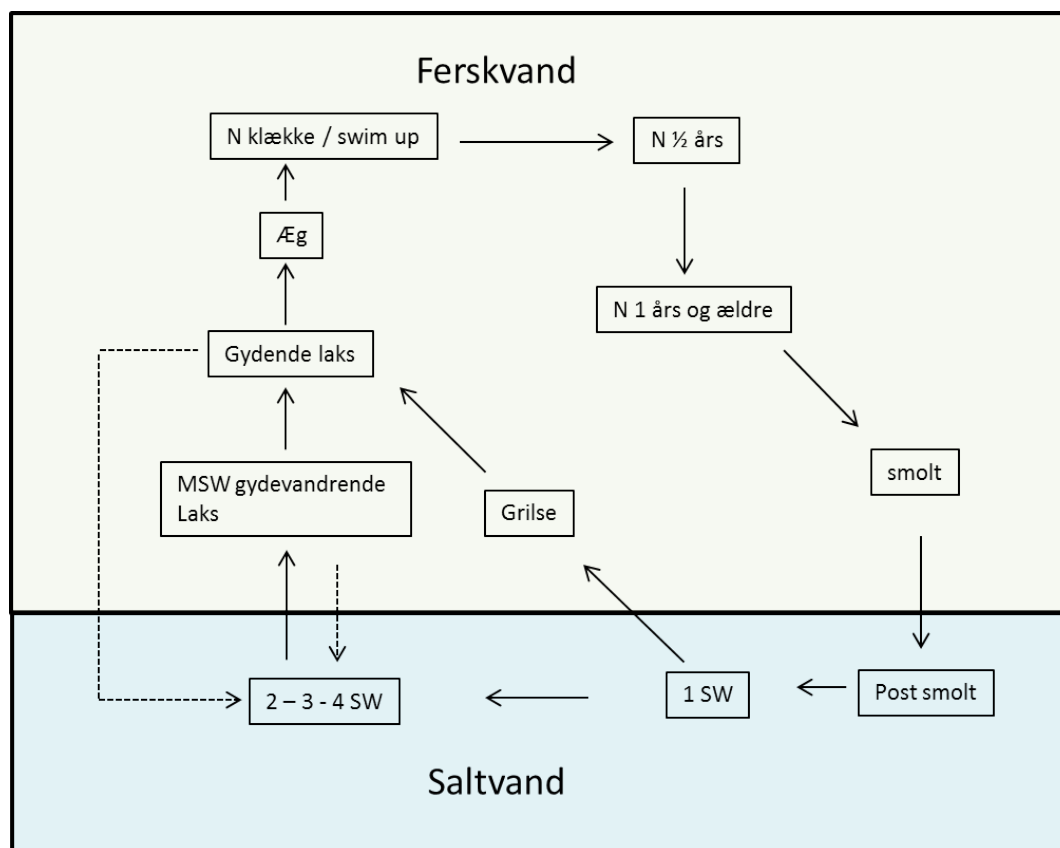 Ferskvand
N klække / swim up
N ½ års
Æg
N 1 års og ældre
Gydende laks
MSW gydevandrende
Laks
Grilse
smolt
2 – 3 - 4 SW
1 SW
Post smolt
Saltvand